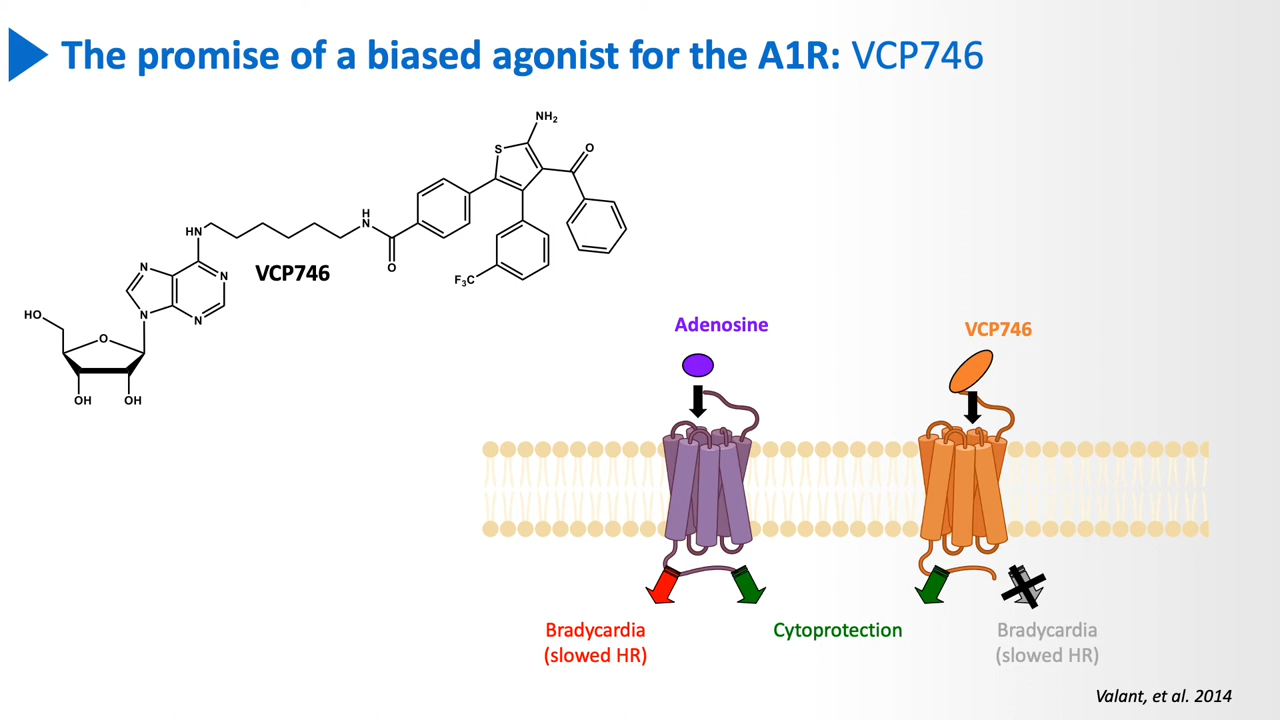 The promise of a biased agonist for the A1R: VCP746
NH₂
S
O
H
N
HN
O
VCP746
F₃C
N
N
N
N
HO
O
OH
OH
Adenosine
VCP746
Bradycardia
(slowed HR)
Cytoprotection
Bradycardia
(slowed HR)
Valant, et al. 2014